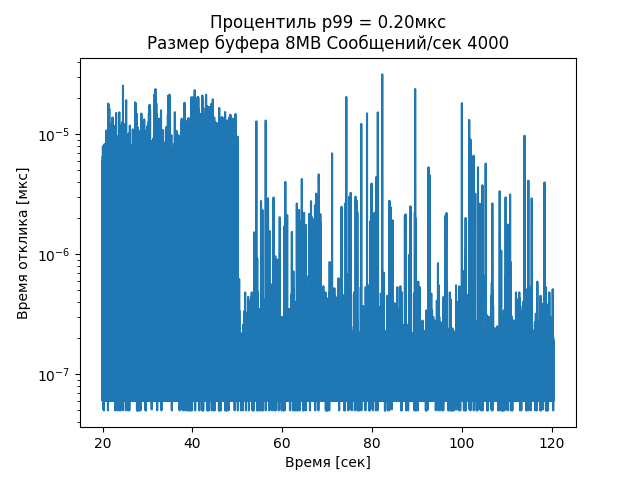 Процентиль p99 = 0.20мкс
Размер буфера 8MB Сообщений/сек 4000
Время отклика [мкс]
10⁻⁵
10⁻⁶
10⁻⁷
20 40 60 80 100 120
Время [сек]